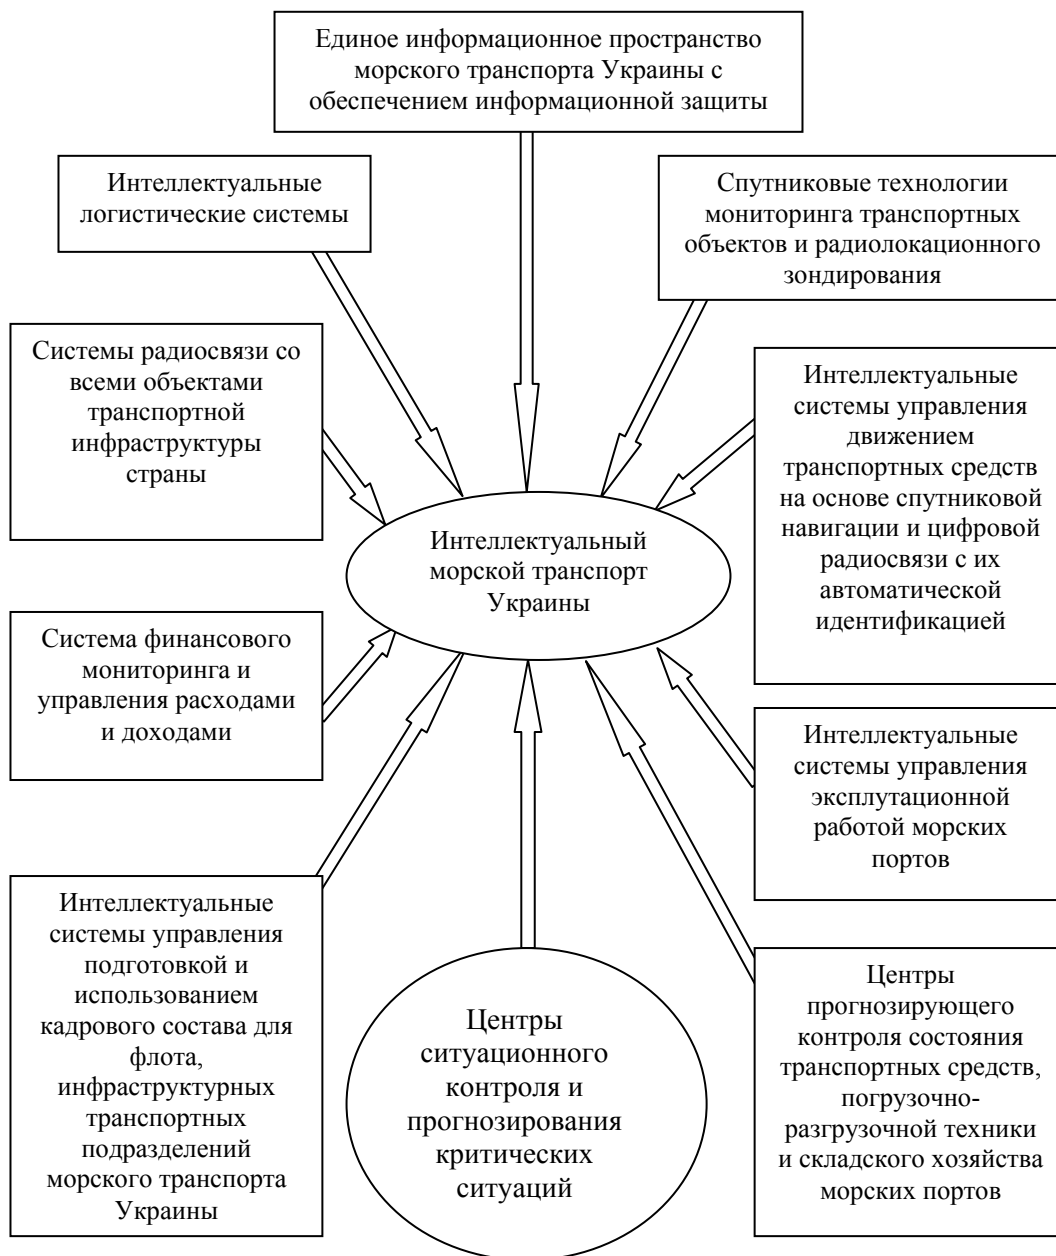 Единое информационное пространство
морского транспорта Украины с
обеспечением информационной защиты
Интеллектуальные
логистические системы
Спутниковые технологии
мониторинга транспортных
объектов и радиолокационного
зондирования
Системы радиосвязи со
всеми объектами
транспортной
инфраструктуры
страны
Интеллектуальные
системы управления
движением
транспортных средств
на основе спутниковой
навигации и цифровой
радиосвязи с их
автоматической
идентификацией
Интеллектуальный
морской транспорт
Украины
Система финансового
мониторинга и
управления расходами
и доходами
Интеллектуальные
системы управления
эксплутационной
работой морских
портов
Интеллектуальные
системы управления
подготовкой и
использованием
кадрового состава для
флота,
инфраструктурных
транспортных
подразделений
морского транспорта
Украины
Центры
ситуационного
контроля и
прогнозирования
критических
ситуаций
Центры
прогнозирующего
контроля состояния
транспортных средств,
погрузочно-
разгрузочной техники
и складского хозяйства
морских портов